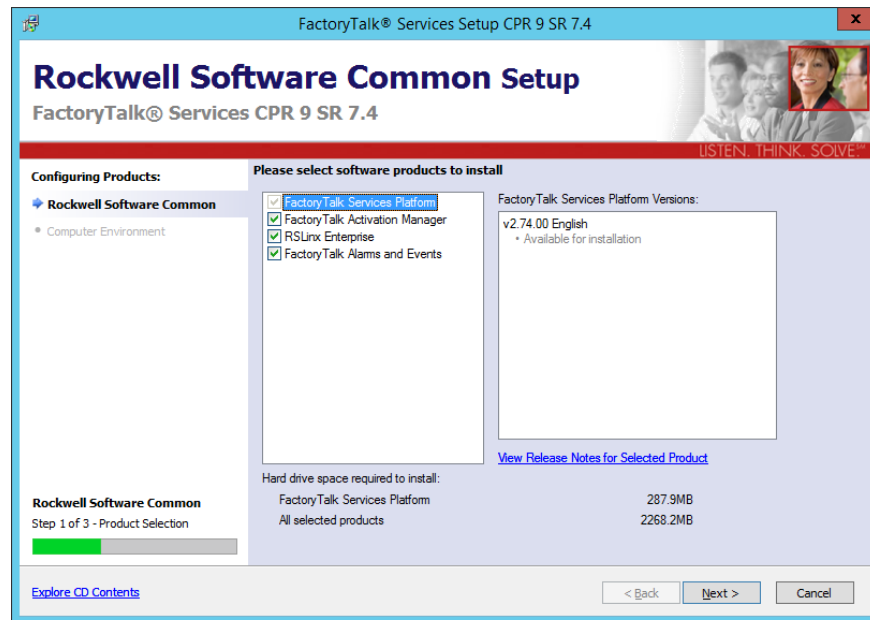 FactoryTalk® Services Setup CPR 9 SR 7.4
x
Rockwell Software Common Setup
FactoryTalk® Services CPR 9 SR 7.4
LISTEN. THINK. SOLVE.℠
Configuring Products:
Rockwell Software Common
Computer Environment
Please select software products to install
FactoryTalk Services Platform
FactoryTalk Activation Manager
RSLinx Enterprise
FactoryTalk Alarms and Events
FactoryTalk Services Platform Versions:
v2.74.00 English
• Available for installation
View Release Notes for Selected Product
Hard drive space required to install:
FactoryTalk Services Platform 287.9MB
All selected products 2268.2MB
Rockwell Software Common
Step 1 of 3 - Product Selection
Explore CD Contents
< Back
Next >
Cancel